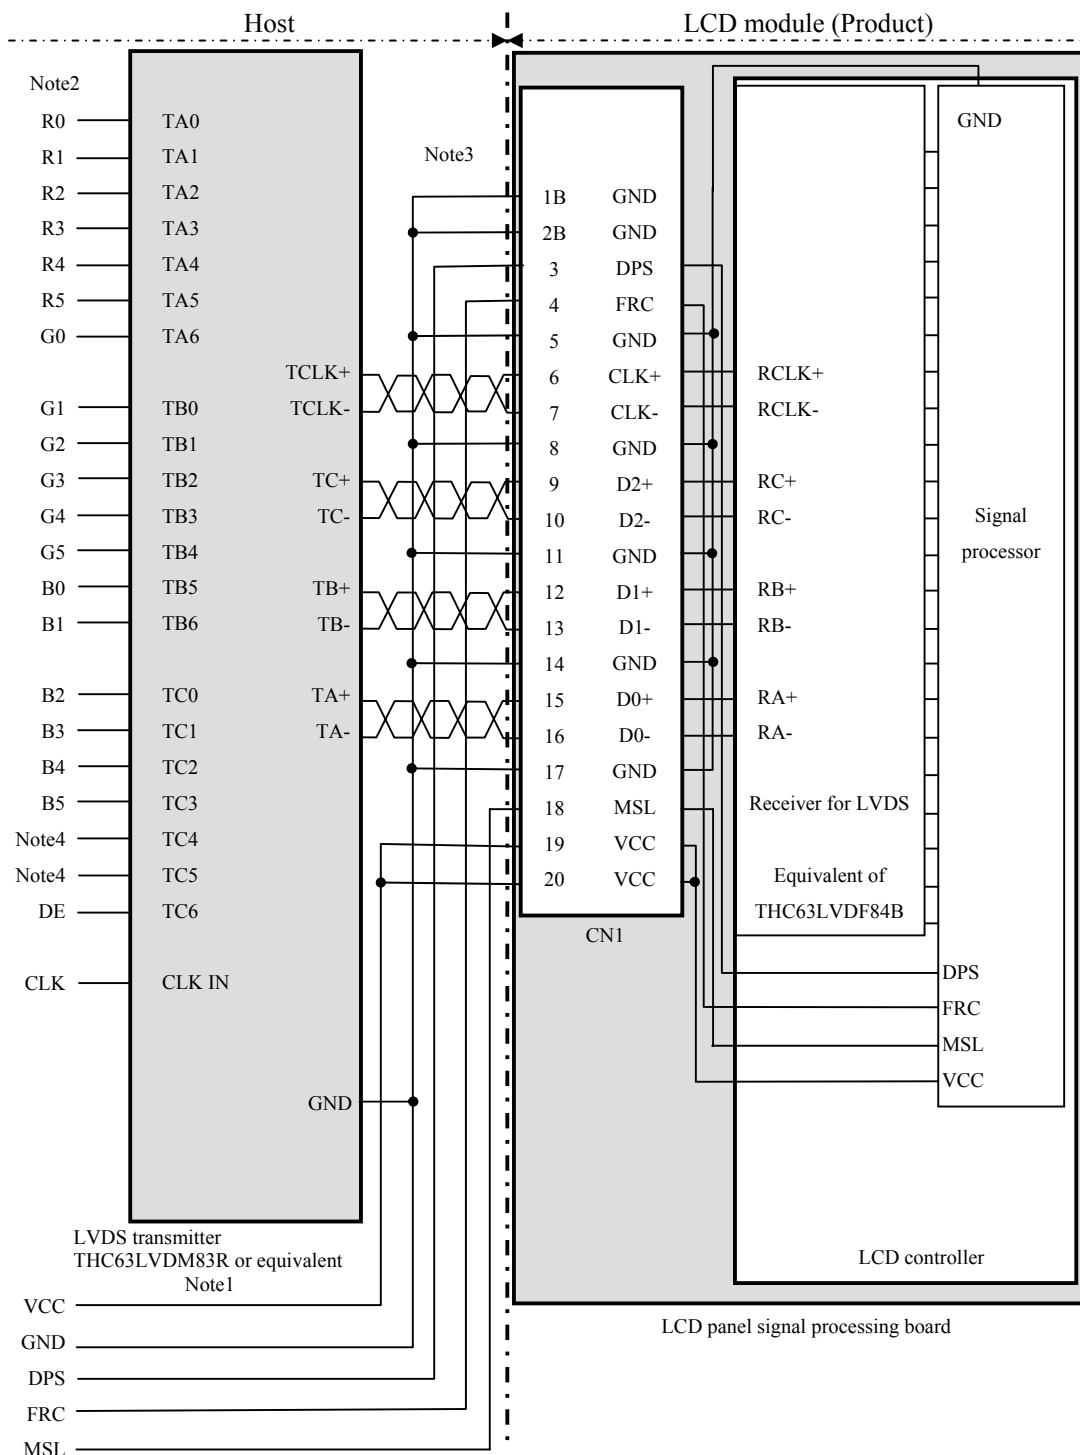 Host
LCD module (Product)
Note2
R0 TA0
R1 TA1
R2 TA2
R3 TA3
R4 TA4
R5 TA5
G0 TA6
G1 TB0
G2 TB1
G3 TB2
G4 TB3
G5 TB4
B0 TB5
B1 TB6
B2 TC0
B3 TC1
B4 TC2
B5 TC3
Note4 TC4
Note4 TC5
DE TC6
CLK CLK IN
TCLK+
TCLK-
TC+
TC-
TB+
TB-
TA+
TA-
GND
LVDS transmitter
THC63LVDM83R or equivalent
Note1
VCC
GND
DPS
FRC
MSL
Note3
1B GND
2B GND
3 DPS
4 FRC
5 GND
6 CLK+
7 CLK-
8 GND
9 D2+
10 D2-
11 GND
12 D1+
13 D1-
14 GND
15 D0+
16 D0-
17 GND
18 MSL
19 VCC
20 VCC
CN1
RCLK+
RCLK-
RC+
RC-
RB+
RB-
RA+
RA-
Receiver for LVDS
Equivalent of
THC63LVDF84B
GND
Signal
processor
DPS
FRC
MSL
VCC
LCD controller
LCD panel signal processing board